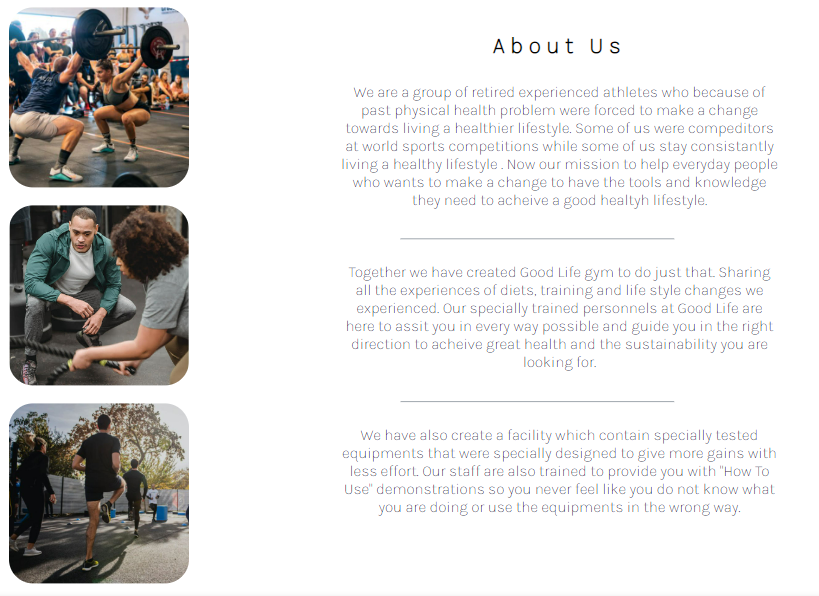 About Us
We are a group of retired experienced athletes who because of
past physical health problem were forced to make a change
towards living a healthier lifestyle. Some of us were compeditors
at world sports competitions while some of us stay consistantly
living a healthy lifestyle . Now our mission to help everyday people
who wants to make a change to have the tools and knowledge
they need to acheive a good healtyh lifestyle.
Together we have created Good Life gym to do just that. Sharing
all the experiences of diets, training and life style changes we
experienced. Our specially trained personnels at Good Life are
here to assit you in every way possible and guide you in the right
direction to acheive great health and the sustainability you are
looking for.
We have also create a facility which contain specially tested
equipments that were specially designed to give more gains with
less effort. Our staff are also trained to provide you with "How To
Use" demonstrations so you never feel like you do not know what
you are doing or use the equipments in the wrong way.